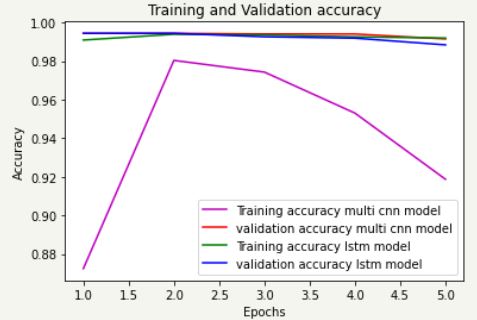 Training and Validation accuracy
1.00
0.98
0.96
0.94
0.92
0.90
0.88
Accuracy
Training accuracy multi cnn model
validation accuracy multi cnn model
Training accuracy lstm model
validation accuracy lstm model
1.0 1.5 2.0 2.5 3.0 3.5 4.0 4.5 5.0
Epochs